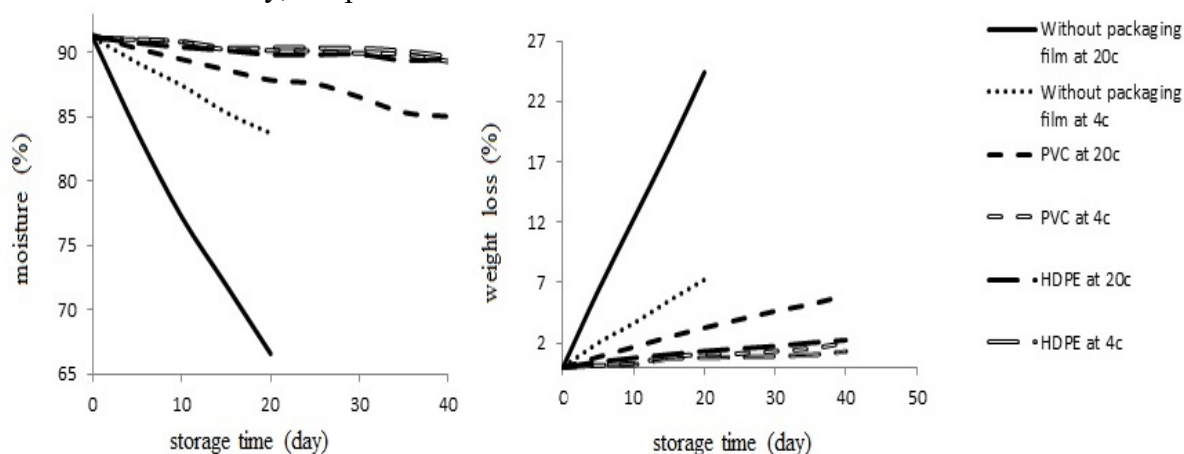 90
85
80
75
70
65
0
10
20
30
40
moisture (%)
storage time (day)
27
22
17
12
7
2
0
10
20
30
40
50
weight loss (%)
storage time (day)
Without packaging
film at 20c
Without packaging
film at 4c
PVC at 20c
PVC at 4c
HDPE at 20c
HDPE at 4c